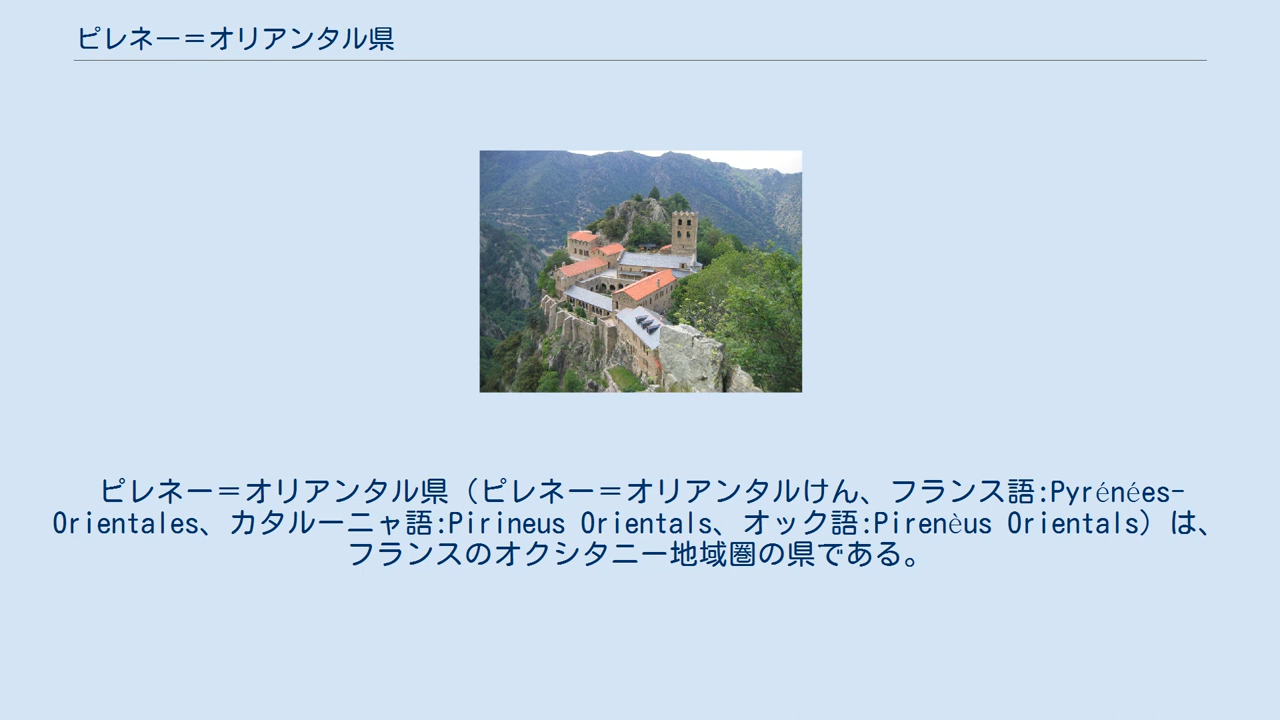 ピレネー＝オリアンタル県
ピレネー＝オリアンタル県（ピレネー＝オリアンタルけん、フランス語:Pyrénées-
Orientales、カタルーニャ語:Pirineus Orientals、オック語:Pirenèus Orientals）は、
フランスのオクシタニー地域圏の県である。